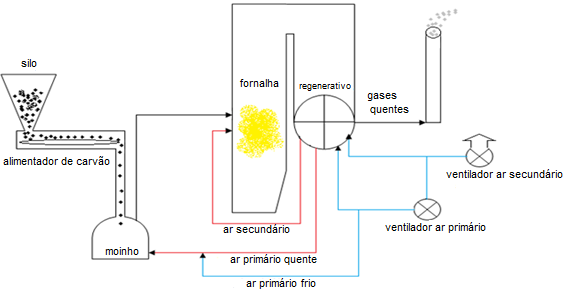 silo
fornalha
regenerativo
gases
quentes
alimentador de carvão
ventilador ar secundário
ar secundário
ventilador ar primário
moinho
ar primário quente
ar primário frio